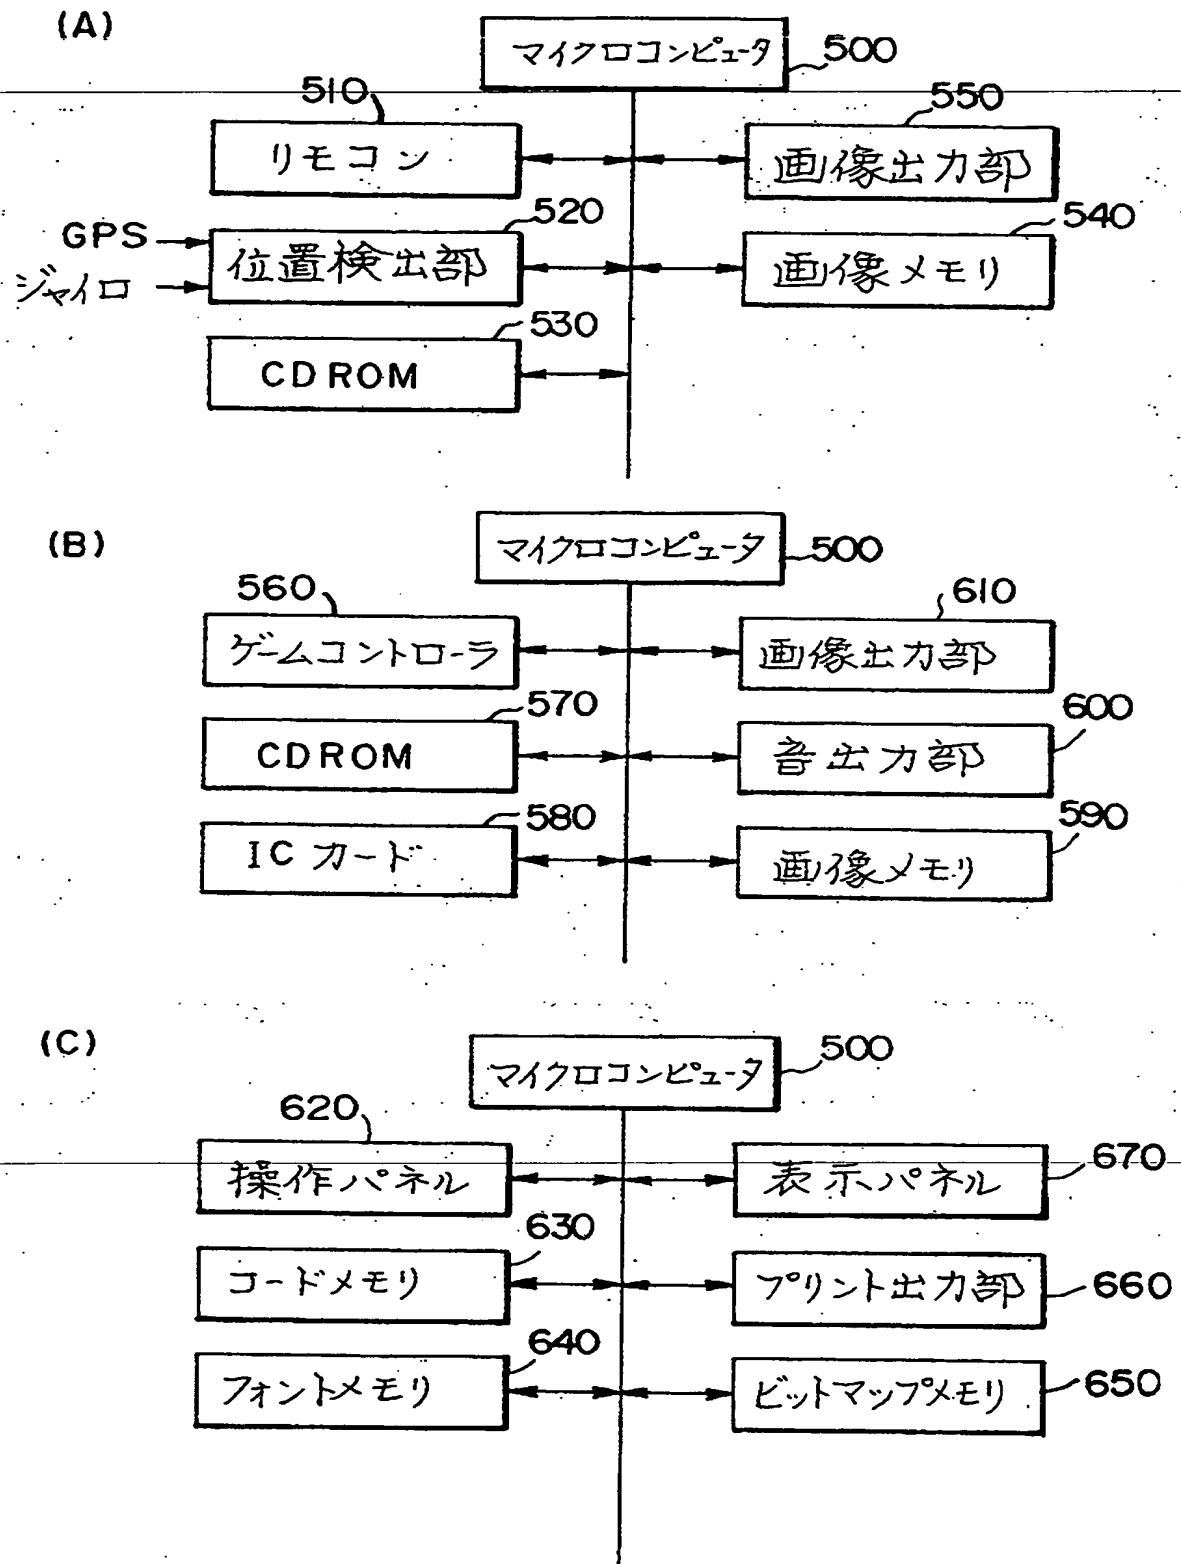 (A)
マイクロコンピュータ 500
510 550
リモコン 画像出力部
520 540
GPS 位置検出部 画像メモリ
ジャイロ
530
CDROM
(B)
マイクロコンピュータ 500
560 610
ゲームコントローラ 画像出力部
570 600
CDROM 音出力部
580 590
ICカード 画像メモリ
(C)
マイクロコンピュータ 500
620 670
操作パネル 表示パネル
630 660
コードメモリ プリント出力部
640 650
フォントメモリ ビットマップメモリ